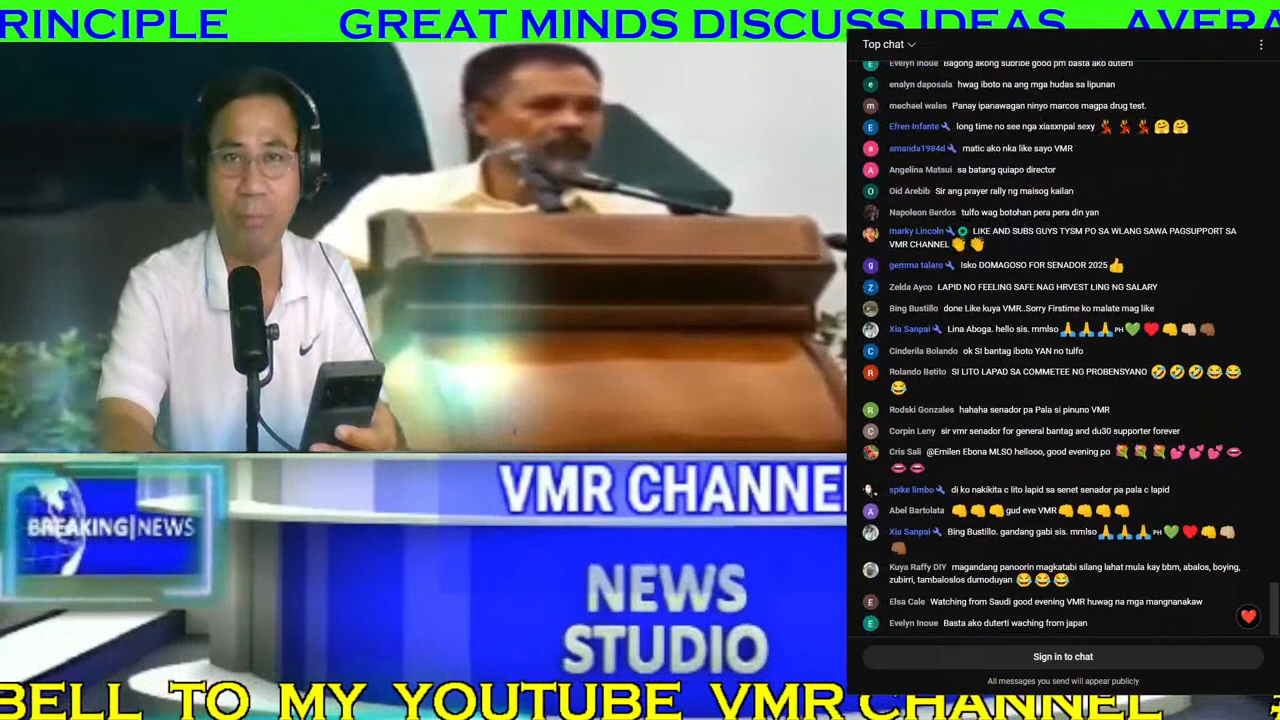 RINCIPLE GREAT MINDS DISCUSS IDEAS AVERA
Top chat
Evelyn Inoue Bagong akong subribe good pm basta ako duterti
enalyn daposala hwag iboto na ang mga hudas sa lipunan
mechael wales Panay ipanawagan ninyo marcos magpa drug test.
Efren Infante long time no see nga xiasxnpai sexy 💃💃💃🤗🤗
amanda1984d matic ako nka like sayo VMR
Angelina Matsui sa batang quiapo director
Oid Arebib Sir ang prayer rally ng maisog kailan
Napoleon Berdos tulfo wag botohan pera pera din yan
marky Lincoln LIKE AND SUBS GUYS TYSM PO SA WLANG SAWA PAGSUPPORT SA
VMR CHANNEL 👏👏
gemma talaro Isko DOMAGOSO FOR SENADOR 2025👍
Zelda Ayco LAPID NO FEELING SAFE NAG HRVEST LING NG SALARY
Bing Bustillo done Like kuya VMR..Sorry Firstime ko malate mag like
Xia Sanpai Lina Aboga. hello sis. mmlso🙏🙏🙏🇵🇭💚❤️👊👊🏼👊🏾
Cinderila Bolando ok SI bantag iboto YAN no tulfo
Rolando Betito SI LITO LAPAD SA COMMETEE NG PROBENSYANO 🤣🤣🤣😂😂
😂
Rodski Gonzales hahaha senador pa Pala si pinuno VMR
Corpin Leny sir vmr senador for general bantag and du30 supporter forever
Cris Sali @Emilen Ebona MLSO hellooo, good evening po 💐💐💐💕💕💕👄
👄👄
spike limbo di ko nakikita c lito lapid sa senet senador pa pala c lapid
Abel Bartolata 👊👊👊gud eve VMR👊👊👊👊
Xia Sanpai Bing Bustillo. gandang gabi sis. mmlso🙏🙏🙏🇵🇭💚❤️👊👊🏼
👊🏾
Kuya Raffy DIY magandang panoorin magkatabi silang lahat mula kay bbm, abalos, boying,
zubirri, tambaloslos dumoduyan 😂😂😂
Elsa Cale Watching from Saudi good evening VMR huwag na mga mangnanakaw
Evelyn Inoue Basta ako duterti waching from japan
Sign in to chat
All messages you send will appear publicly
VMR CHANNE
BREAKING|NEWS
NEWS
STUDIO
BELL TO MY YOUTUBE VMR CHANNEL